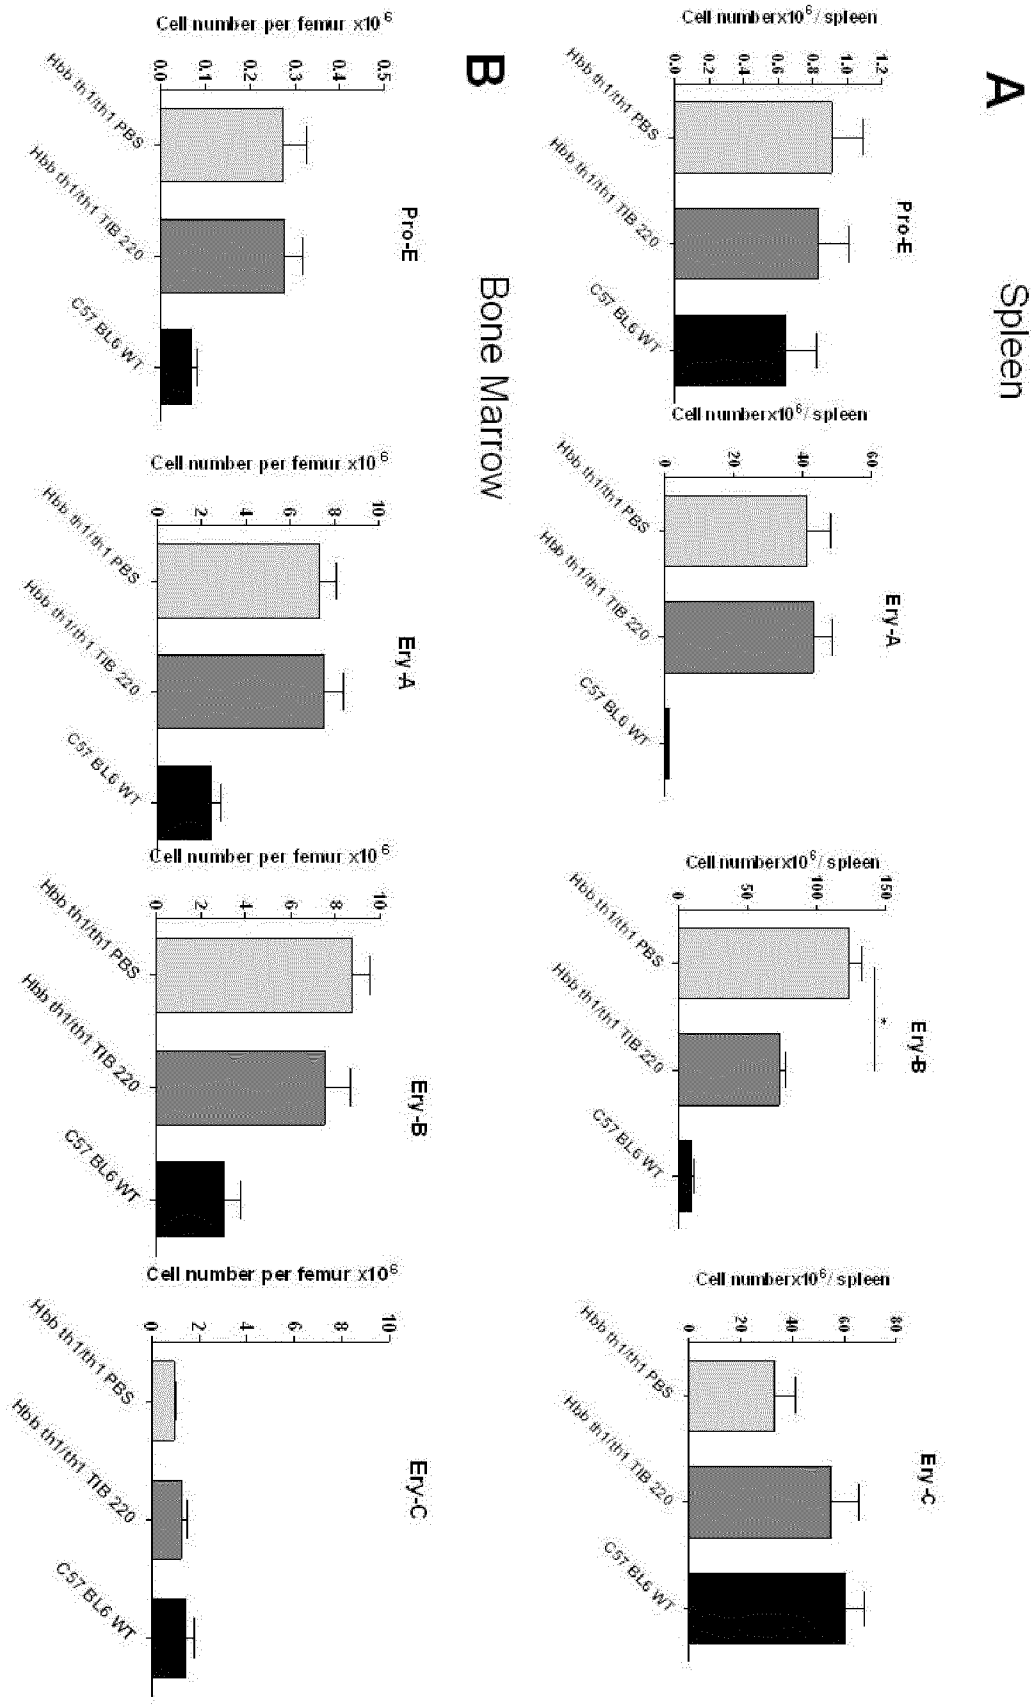 A
Spleen
Pro-E
Cell numberx10^6/ spleen
1.2
1.0
0.8
0.6
0.4
0.2
0.0
Hbb th1/th1 PBS
Hbb th1/th1 TIB 220
C57 BL6 WT
Ery-A
Cell numberx10^6/ spleen
60
40
20
0
Hbb th1/th1 PBS
Hbb th1/th1 TIB 220
C57 BL6 WT
Ery-B
Cell numberx10^6/ spleen
150
100
50
0
*
Hbb th1/th1 PBS
Hbb th1/th1 TIB 220
C57 BL6 WT
Ery-C
Cell numberx10^6/ spleen
80
60
40
20
0
Hbb th1/th1 PBS
Hbb th1/th1 TIB 220
C57 BL6 WT
B
Bone Marrow
Pro-E
Cell number per femur x10^6
0.5
0.4
0.3
0.2
0.1
0.0
Hbb th1/th1 PBS
Hbb th1/th1 TIB 220
C57 BL6 WT
Ery-A
Cell number per femur x10^6
10
8
6
4
2
0
Hbb th1/th1 PBS
Hbb th1/th1 TIB 220
C57 BL6 WT
Ery-B
Cell number per femur x10^6
10
8
6
4
2
0
Hbb th1/th1 PBS
Hbb th1/th1 TIB 220
C57 BL6 WT
Ery-C
Cell number per femur x10^6
10
8
6
4
2
0
Hbb th1/th1 PBS
Hbb th1/th1 TIB 220
C57 BL6 WT